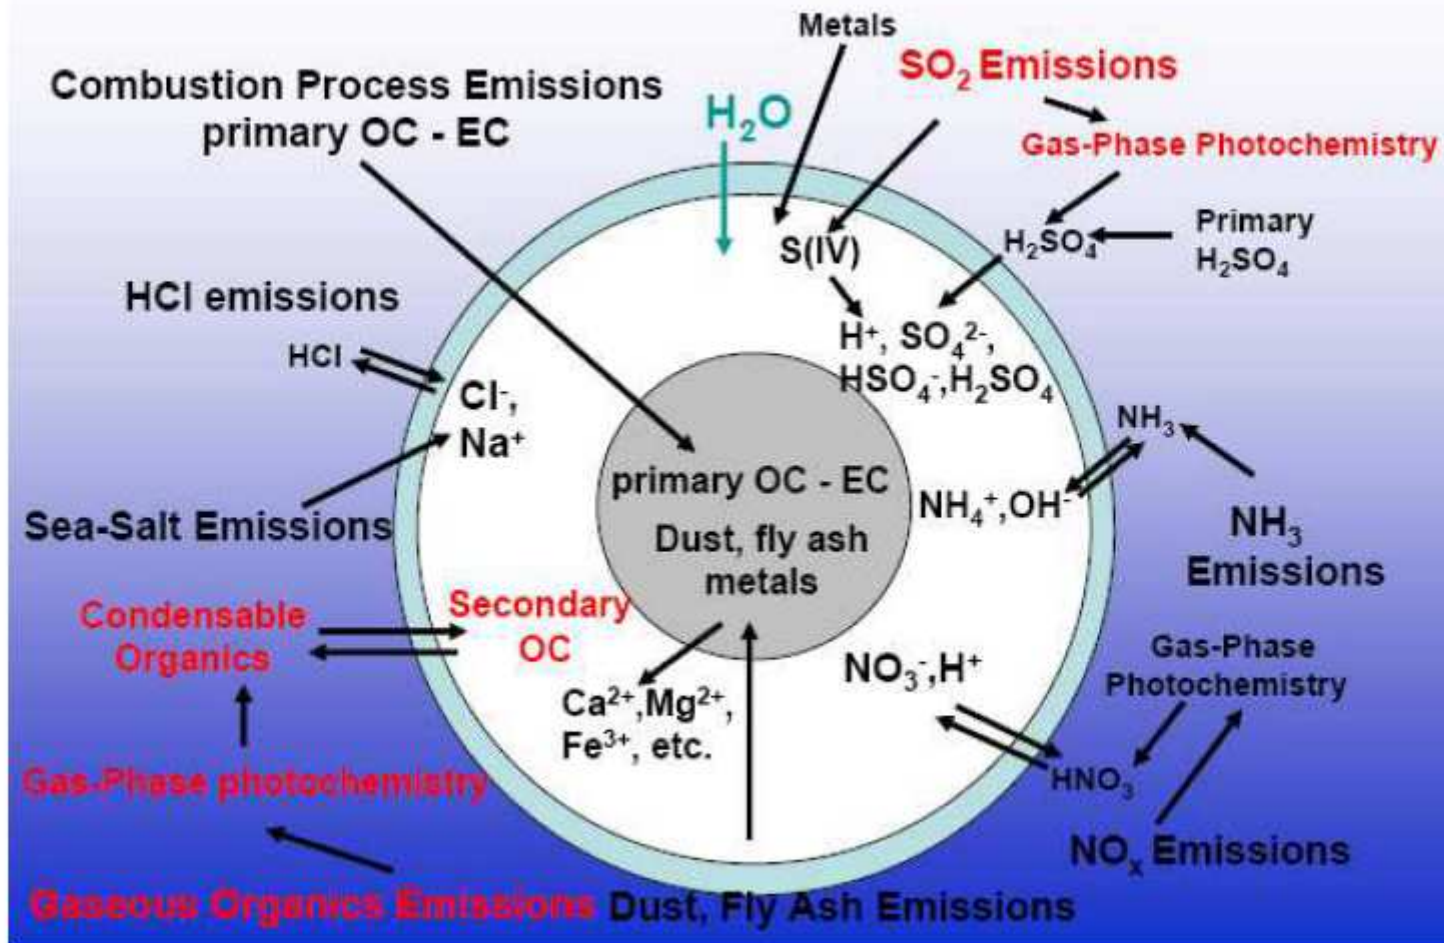 Metals
SO₂ Emissions
Combustion Process Emissions
primary OC - EC
H₂O
Gas-Phase Photochemistry
S(IV)
H₂SO₄
Primary
H₂SO₄
HCl emissions
HCl
H⁺, SO₄²⁻,
HSO₄⁻,H₂SO₄
Cl⁻,
Na⁺
NH₃
primary OC - EC
NH₄⁺,OH⁻
Sea-Salt Emissions
Dust, fly ash
metals
NH₃
Emissions
Condensable
Organics
Secondary
OC
NO₃⁻,H⁺
Gas-Phase
Photochemistry
Ca²⁺,Mg²⁺,
Fe³⁺, etc.
Gas-Phase photochemistry
HNO₃
NOₓ Emissions
Gaseous Organics Emissions
Dust, Fly Ash Emissions